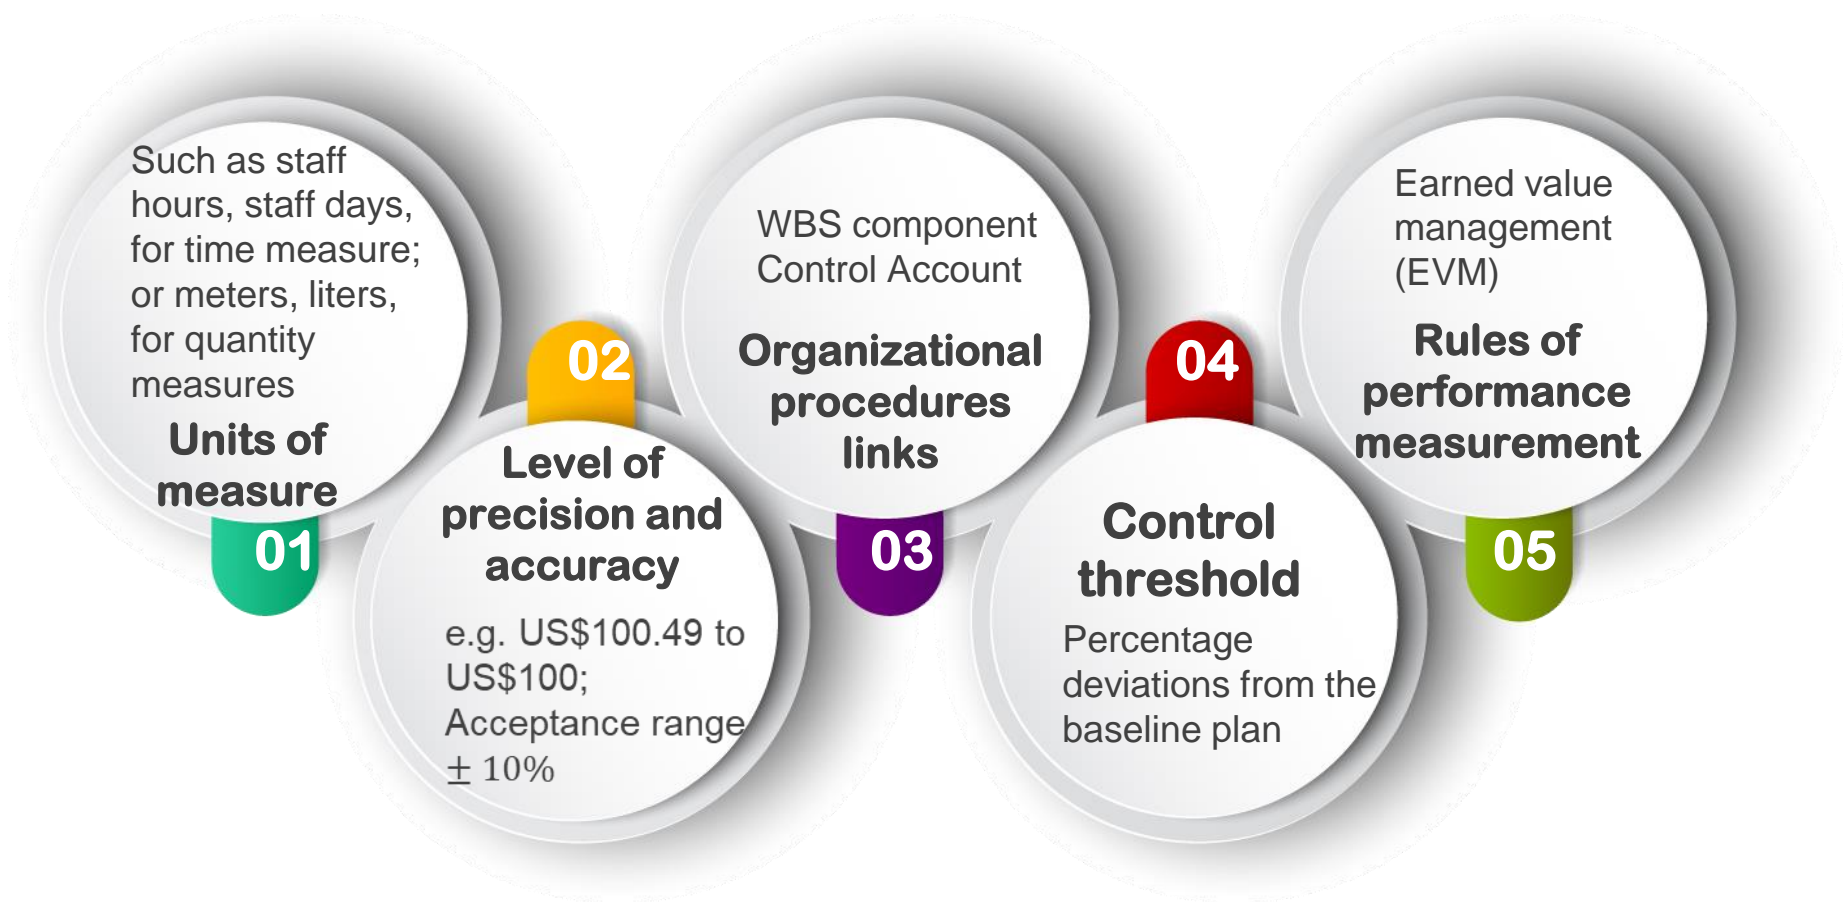 Such as staff
hours, staff days,
for time measure;
or meters, liters,
for quantity
measures
Units of
measure
01
02
Level of
precision and
accuracy
e.g. US$100.49 to
US$100;
Acceptance range
± 10%
WBS component
Control Account
Organizational
procedures
links
03
04
Control
threshold
Percentage
deviations from the
baseline plan
Earned value
management
(EVM)
Rules of
performance
measurement
05